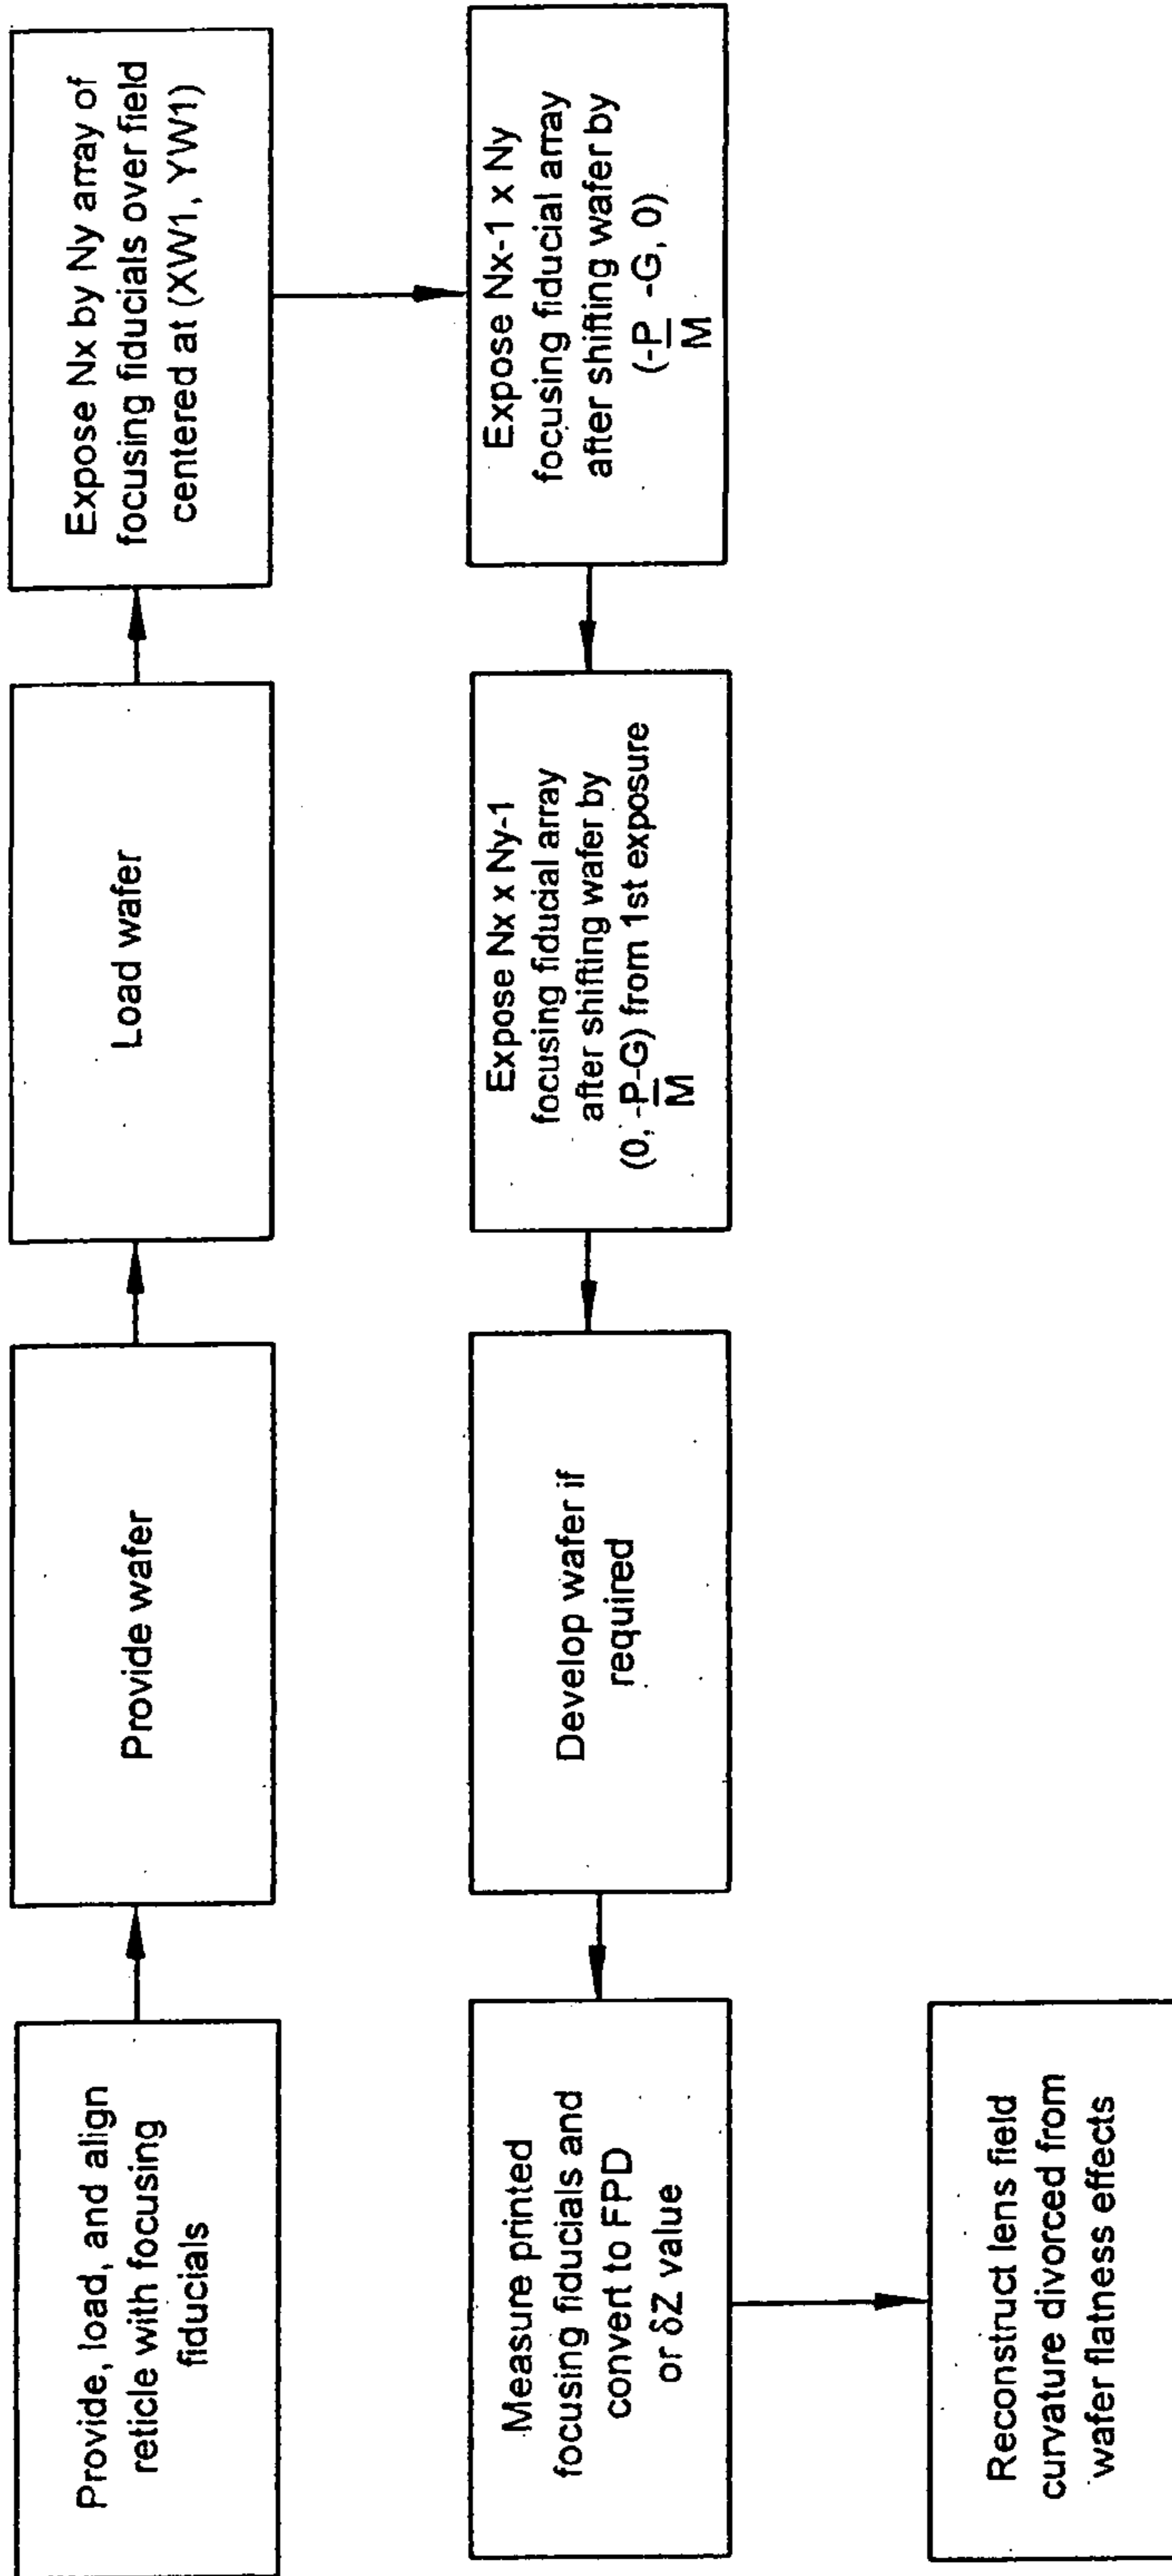 Provide, load, and align
reticle with focusing
fiducials
Provide wafer
Load wafer
Expose Nx by Ny array of
focusing fiducials over field
centered at (XW1, YW1)
Expose Nx-1 x Ny
focusing fiducial array
after shifting wafer by
(-P -G, 0)
M
Expose Nx x Ny-1
focusing fiducial array
after shifting wafer by
(0, -P-G) from 1st exposure
M
Develop wafer if
required
Measure printed
focusing fiducials and
convert to FPD
or δZ value
Reconstruct lens field
curvature divorced from
wafer flatness effects